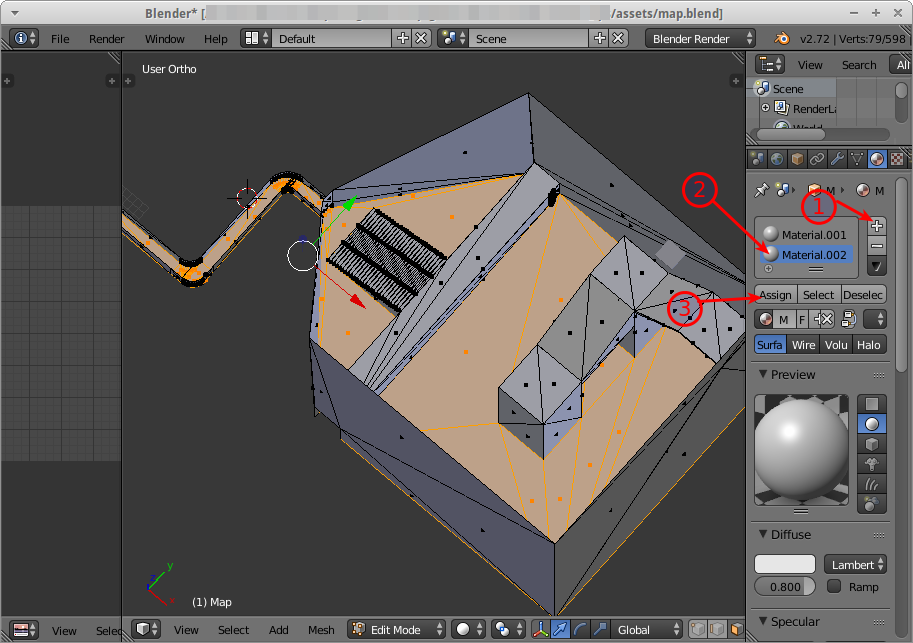 Blender* [
/assets/map.blend]
File Render Window Help Default Scene Blender Render v2.72 | Verts:79/598
User Ortho
View Search All
Scene
RenderLa
World
M M
2
1
Material.001
Material.002
3
Assign Select Deselec
M F
Surfa Wire Volu Halo
Preview
Diffuse
Lambert
0.800 Ramp
Specular
y
z
x
(1) Map
View Selec View Select Add Mesh Edit Mode Global